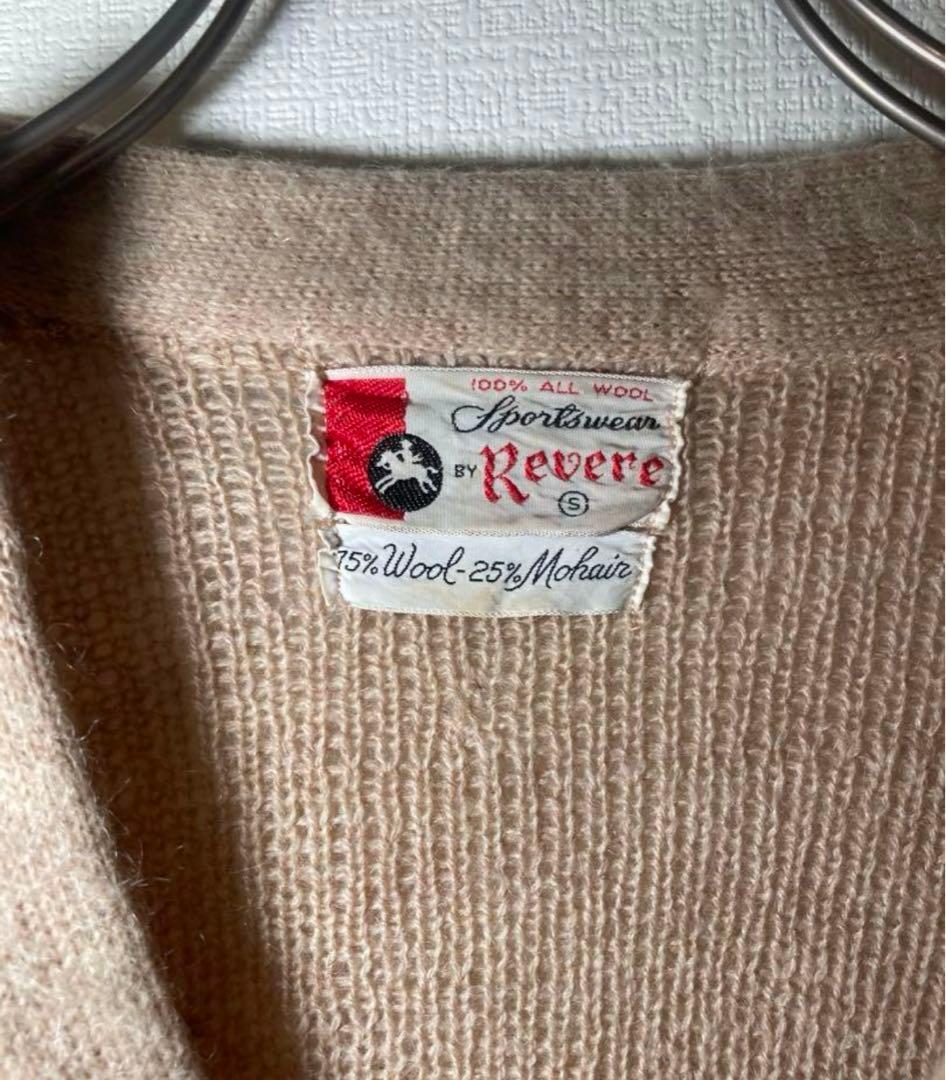 100% ALL WOOL
Sportswear
BY Revere
S
75% Wool-25% Mohair